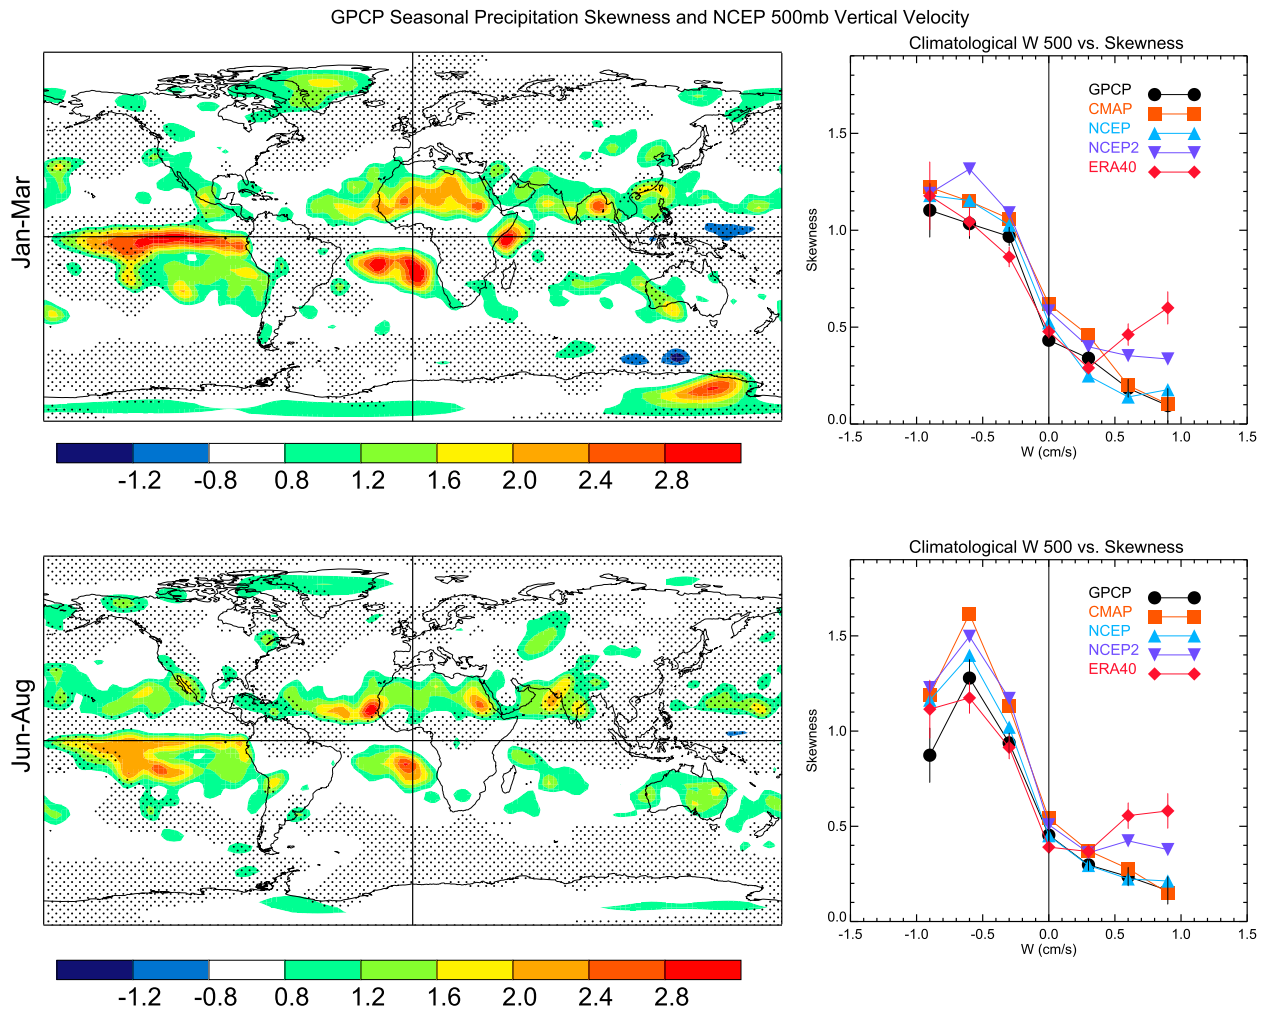 GPCP Seasonal Precipitation Skewness and NCEP 500mb Vertical Velocity
Jan-Mar
-1.2 -0.8 0.8 1.2 1.6 2.0 2.4 2.8
Climatological W 500 vs. Skewness
GPCP
CMAP
NCEP
NCEP2
ERA40
Skewness
1.5
1.0
0.5
0.0
-1.5 -1.0 -0.5 0.0 0.5 1.0 1.5
W (cm/s)
Jun-Aug
-1.2 -0.8 0.8 1.2 1.6 2.0 2.4 2.8
Climatological W 500 vs. Skewness
GPCP
CMAP
NCEP
NCEP2
ERA40
Skewness
1.5
1.0
0.5
0.0
-1.5 -1.0 -0.5 0.0 0.5 1.0 1.5
W (cm/s)